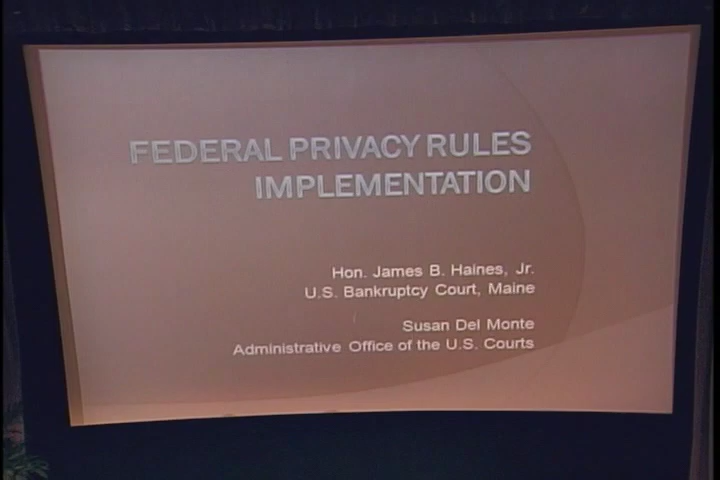 FEDERAL PRIVACY RULES
IMPLEMENTATION
Hon. James B. Haines, Jr.
U.S. Bankruptcy Court, Maine
Susan Del Monte
Administrative Office of the U.S. Courts